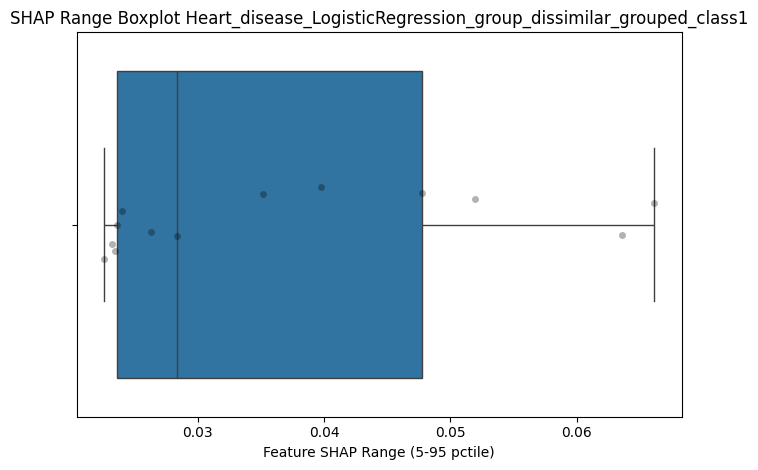 SHAP Range Boxplot Heart_disease_LogisticRegression_group_dissimilar_grouped_class1
0.03 0.04 0.05 0.06
Feature SHAP Range (5-95 pctile)